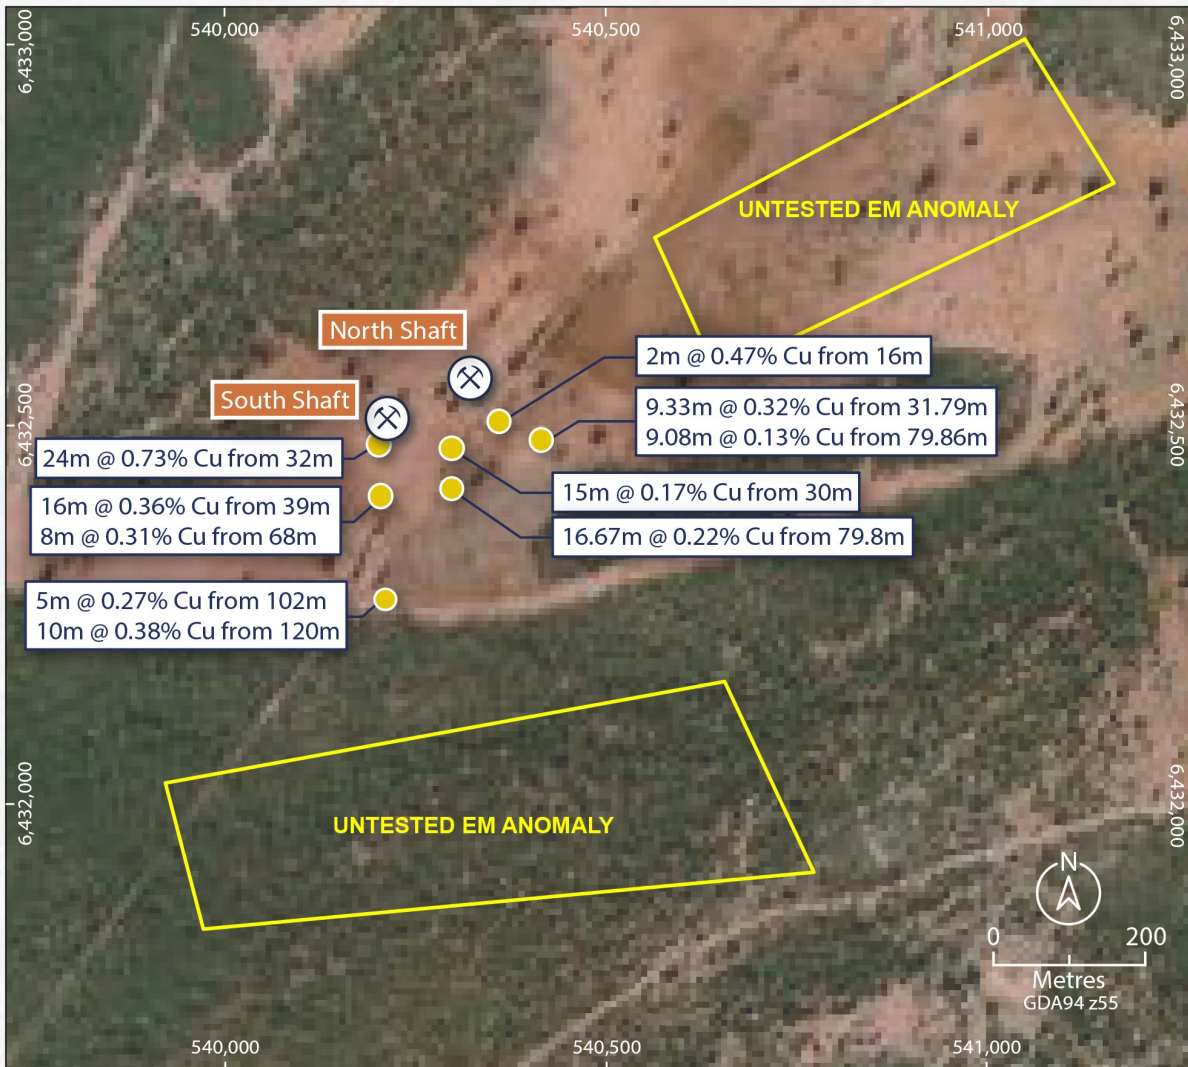 540,000
540,500
541,000
6,433,000
6,433,000
UNTESTED EM ANOMALY
North Shaft
2m @ 0.47% Cu from 16m
South Shaft
9.33m @ 0.32% Cu from 31.79m
9.08m @ 0.13% Cu from 79.86m
6,432,500
6,432,500
24m @ 0.73% Cu from 32m
15m @ 0.17% Cu from 30m
16m @ 0.36% Cu from 39m
8m @ 0.31% Cu from 68m
16.67m @ 0.22% Cu from 79.8m
5m @ 0.27% Cu from 102m
10m @ 0.38% Cu from 120m
6,432,000
6,432,000
UNTESTED EM ANOMALY
N
0
200
Metres
GDA94 z55
540,000
540,500
541,000